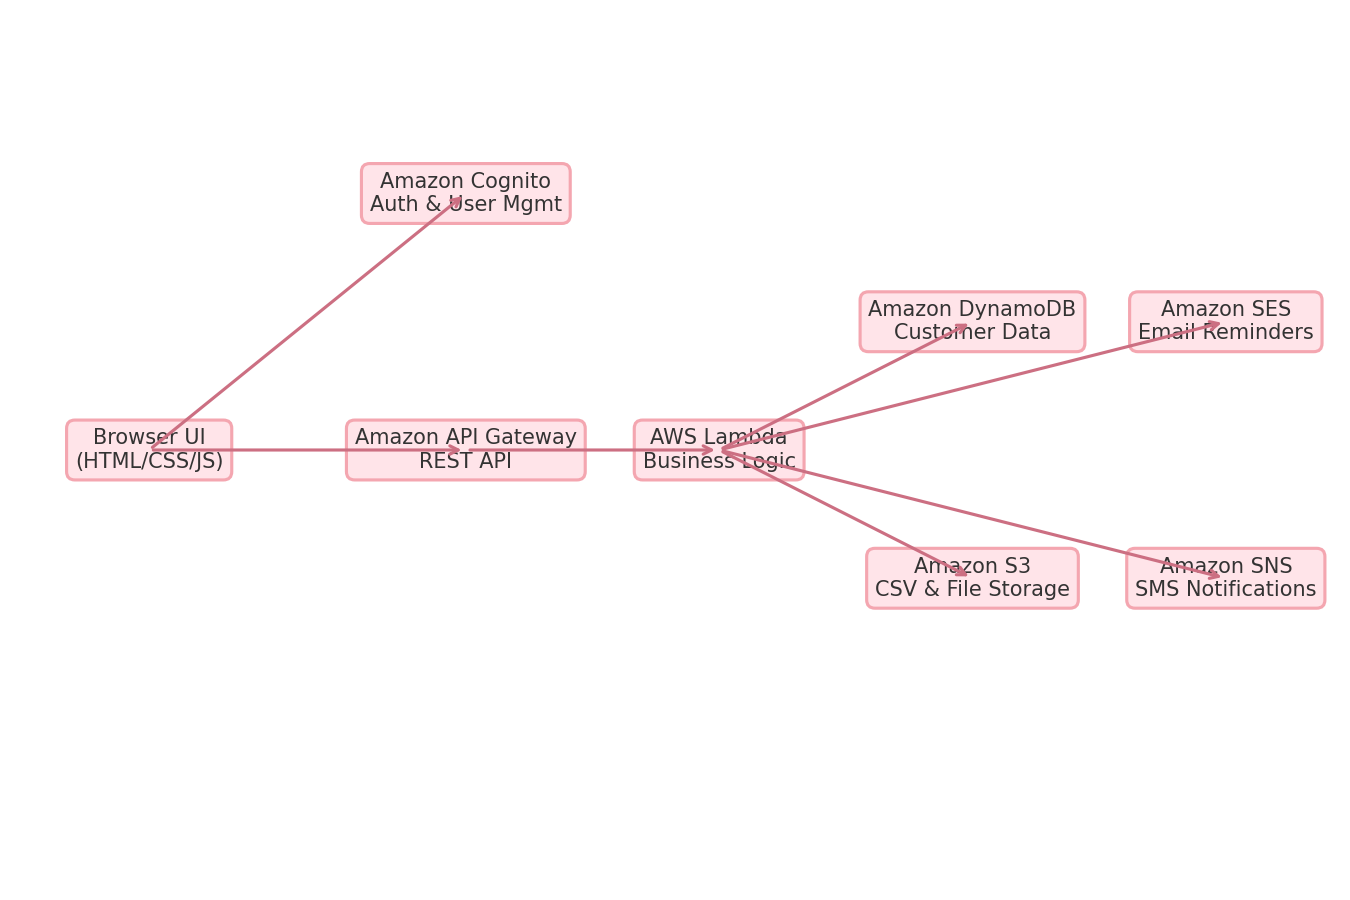 Amazon Cognito
Auth & User Mgmt
Amazon DynamoDB
Customer Data
Amazon SES
Email Reminders
Browser UI
(HTML/CSS/JS)
Amazon API Gateway
REST API
AWS Lambda
Business Logic
Amazon S3
CSV & File Storage
Amazon SNS
SMS Notifications